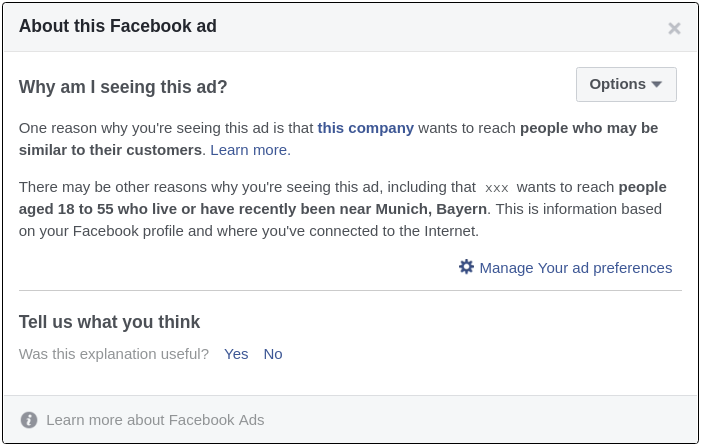 About this Facebook ad
Why am I seeing this ad?
Options
One reason why you're seeing this ad is that this company wants to reach people who may be
similar to their customers. Learn more.
There may be other reasons why you're seeing this ad, including that xxx wants to reach people
aged 18 to 55 who live or have recently been near Munich, Bayern. This is information based
on your Facebook profile and where you've connected to the Internet.
Manage Your ad preferences
Tell us what you think
Was this explanation useful? Yes No
Learn more about Facebook Ads